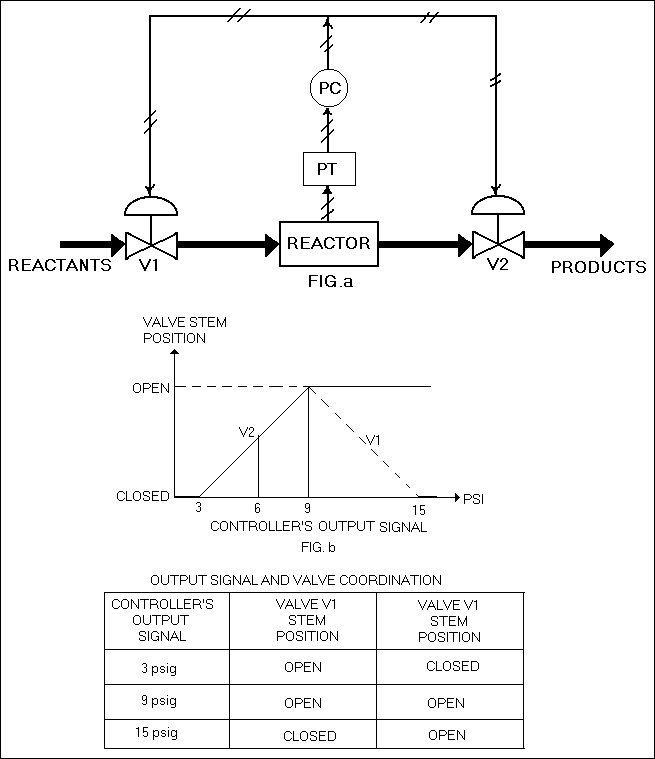 PC
PT
REACTANTS
V1
REACTOR
V2
PRODUCTS
FIG.a
VALVE STEM
POSITION
OPEN
V2
V1
CLOSED
3
6
9
15
PSI
CONTROLLER'S OUTPUT SIGNAL
FIG. b
OUTPUT SIGNAL AND VALVE COORDINATION
CONTROLLER'S
OUTPUT
SIGNAL
VALVE V1
STEM
POSITION
VALVE V1
STEM
POSITION
3 psig
OPEN
CLOSED
9 psig
OPEN
OPEN
15 psig
CLOSED
OPEN